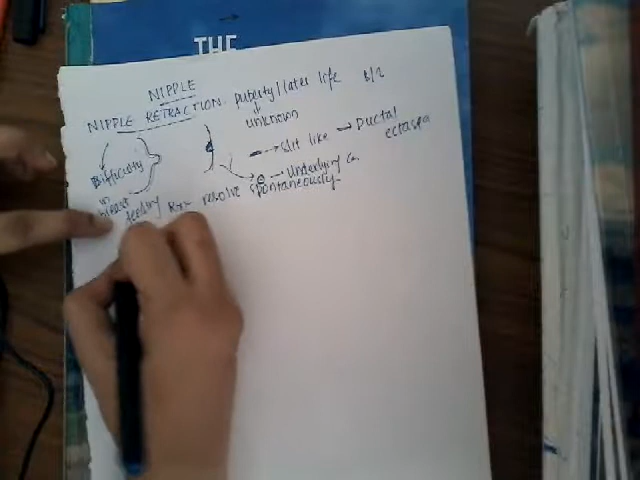 THE
NIPPLE
NIPPLE RETRACTION. puberty/later life B/2
unknown
slit like → Ductal
ectasia
Difficulty
in
breast
feeding
→ Underlying Ca.
Rx: resolve spontaneously